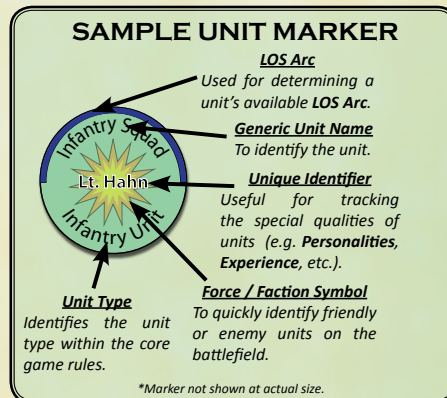 SAMPLE UNIT MARKER
LOS Arc
Used for determining a
unit's available LOS Arc.
Generic Unit Name
To identify the unit.
Unique Identifier
Useful for tracking
the special qualities of
units (e.g. Personalities,
Experience, etc.).
Force / Faction Symbol
To quickly identify friendly
or enemy units on the
battlefield.
Infantry Squad
Lt. Hahn
Infantry Unit
Unit Type
Identifies the unit
type within the core
game rules.
*Marker not shown at actual size.